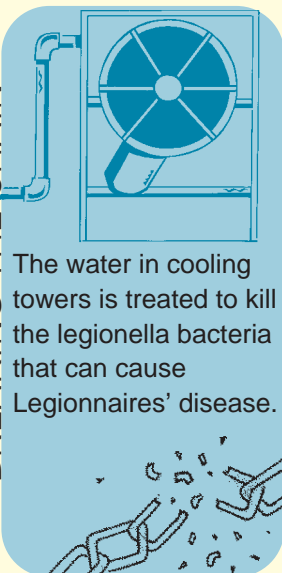 The water in cooling
towers is treated to kill
the legionella bacteria
that can cause
Legionnaires’ disease.